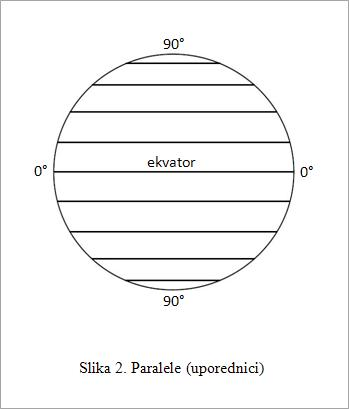 90°
ekvator
0°
0°
90°
Slika 2. Paralele (uporednici)